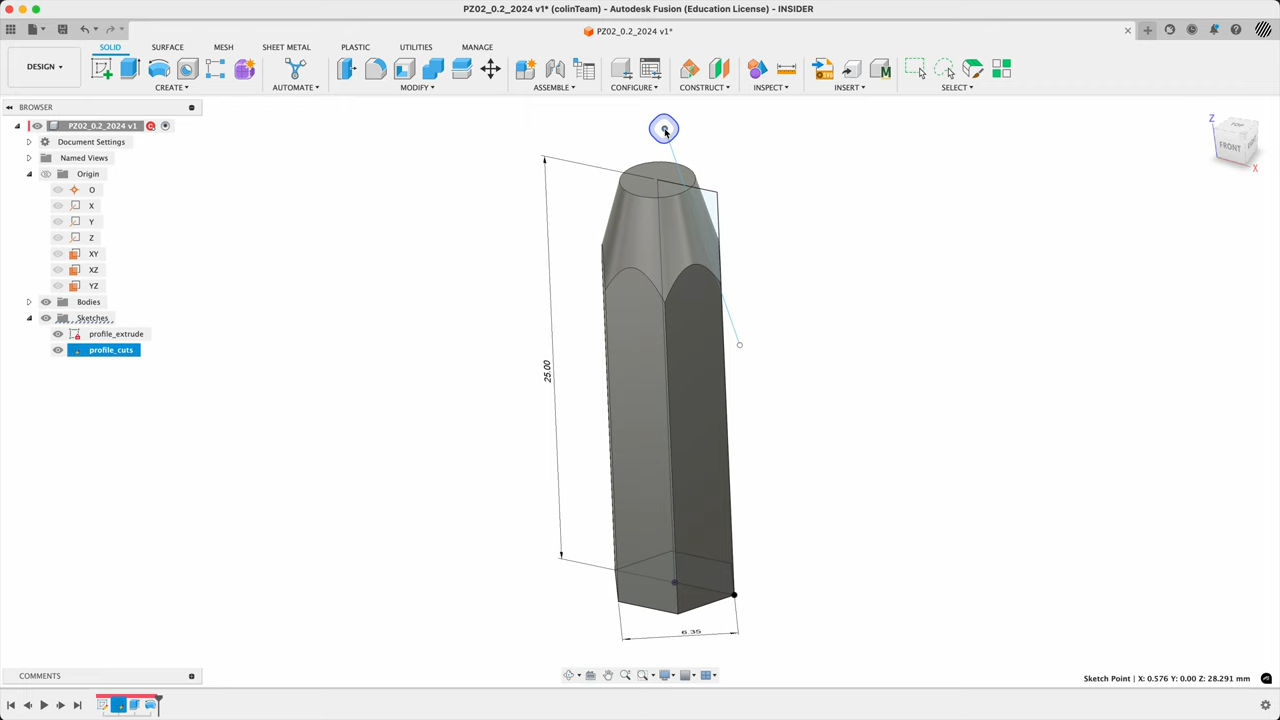 PZ02_0.2_2024 v1* (colinTeam) - Autodesk Fusion (Education License) - INSIDER
PZ02_0.2_2024 v1*
SOLID SURFACE MESH SHEET METAL PLASTIC UTILITIES MANAGE
DESIGN
CREATE AUTOMATE MODIFY ASSEMBLE CONFIGURE CONSTRUCT INSPECT INSERT SELECT
BROWSER
PZ02_0.2_2024 v1
Document Settings
Named Views
Origin
O
X
Y
Z
XY
XZ
YZ
Bodies
Sketches
profile_extrude
profile_cuts
25.00
6.35
Z
TOP
FRONT
X
COMMENTS
Sketch Point | X: 0.576 Y: 0.00 Z: 28.291 mm